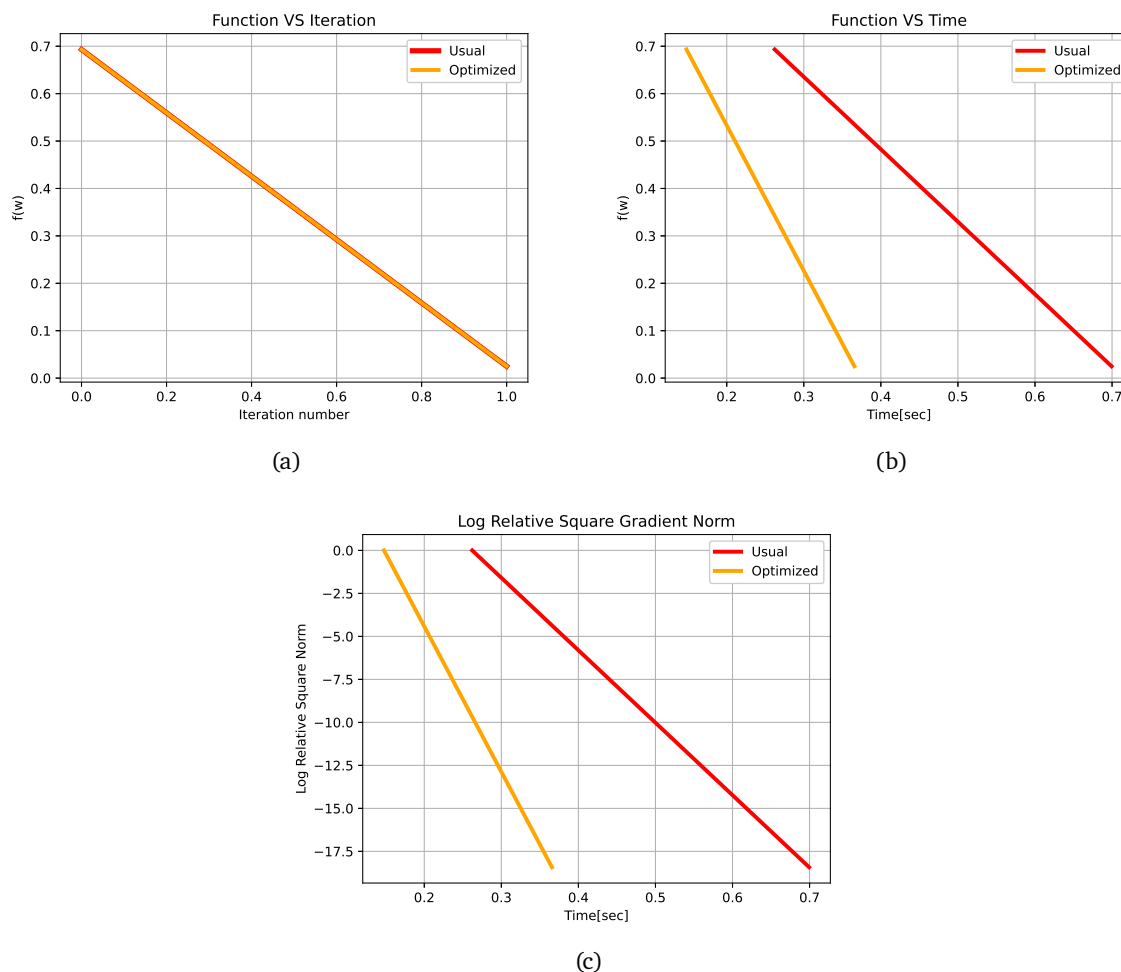 Function VS Iteration
0.7
0.6
0.5
0.4
0.3
0.2
0.1
0.0
f(w)
Usual
Optimized
0.0 0.2 0.4 0.6 0.8 1.0
Iteration number
(a)
Function VS Time
0.7
0.6
0.5
0.4
0.3
0.2
0.1
0.0
f(w)
Usual
Optimized
0.2 0.3 0.4 0.5 0.6 0.7
Time[sec]
(b)
Log Relative Square Gradient Norm
0.0
−2.5
−5.0
−7.5
−10.0
−12.5
−15.0
−17.5
Log Relative Square Norm
Usual
Optimized
0.2 0.3 0.4 0.5 0.6 0.7
Time[sec]
(c)